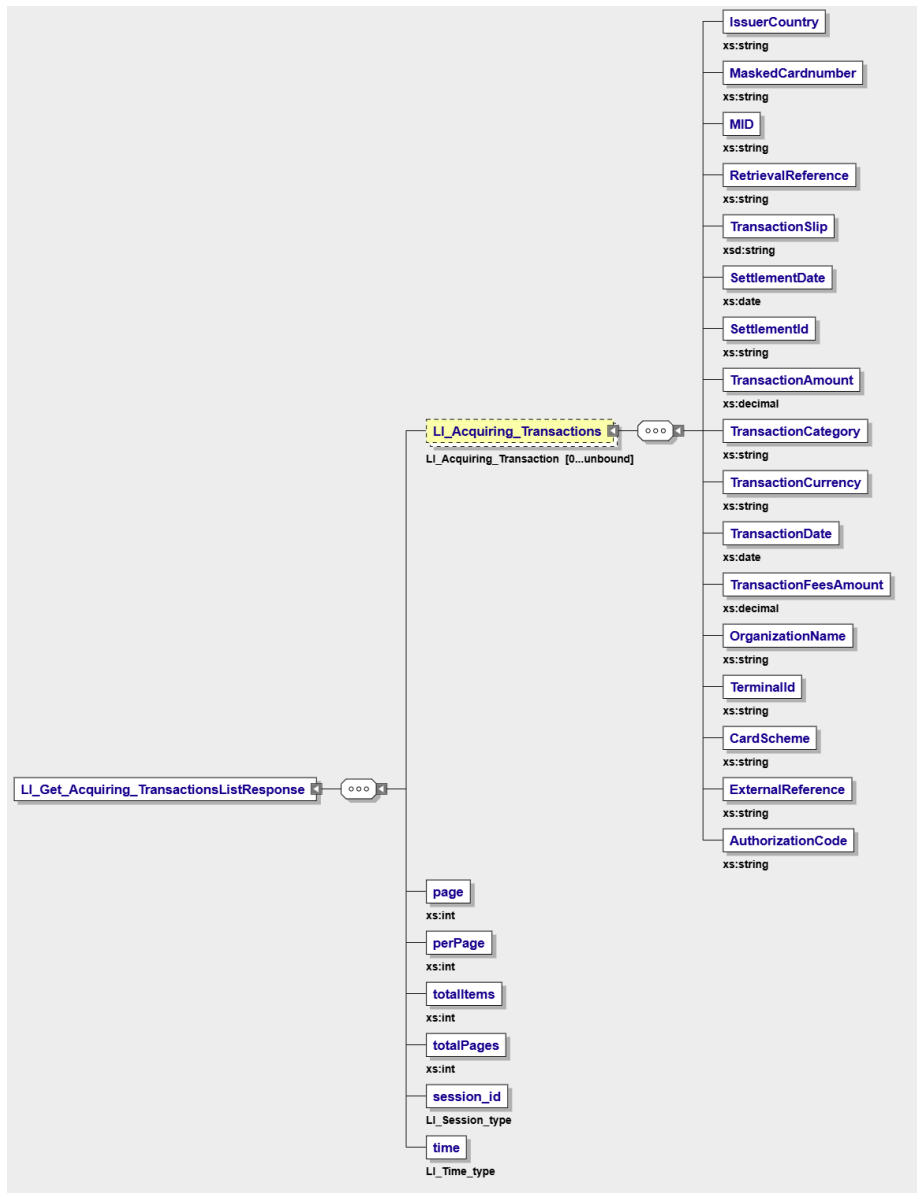 IssuerCountry
xs:string
MaskedCardnumber
xs:string
MID
xs:string
RetrievalReference
xs:string
TransactionSlip
xsd:string
SettlementDate
xs:date
SettlementId
xs:string
TransactionAmount
xs:decimal
LI_Acquiring_Transactions
LI_Acquiring_Transaction [0...unbound]
TransactionCategory
xs:string
TransactionCurrency
xs:string
TransactionDate
xs:date
TransactionFeesAmount
xs:decimal
OrganizationName
xs:string
TerminalId
xs:string
CardScheme
xs:string
LI_Get_Acquiring_TransactionsListResponse
ExternalReference
xs:string
AuthorizationCode
xs:string
page
xs:int
perPage
xs:int
totalItems
xs:int
totalPages
xs:int
session_id
LI_Session_type
time
LI_Time_type